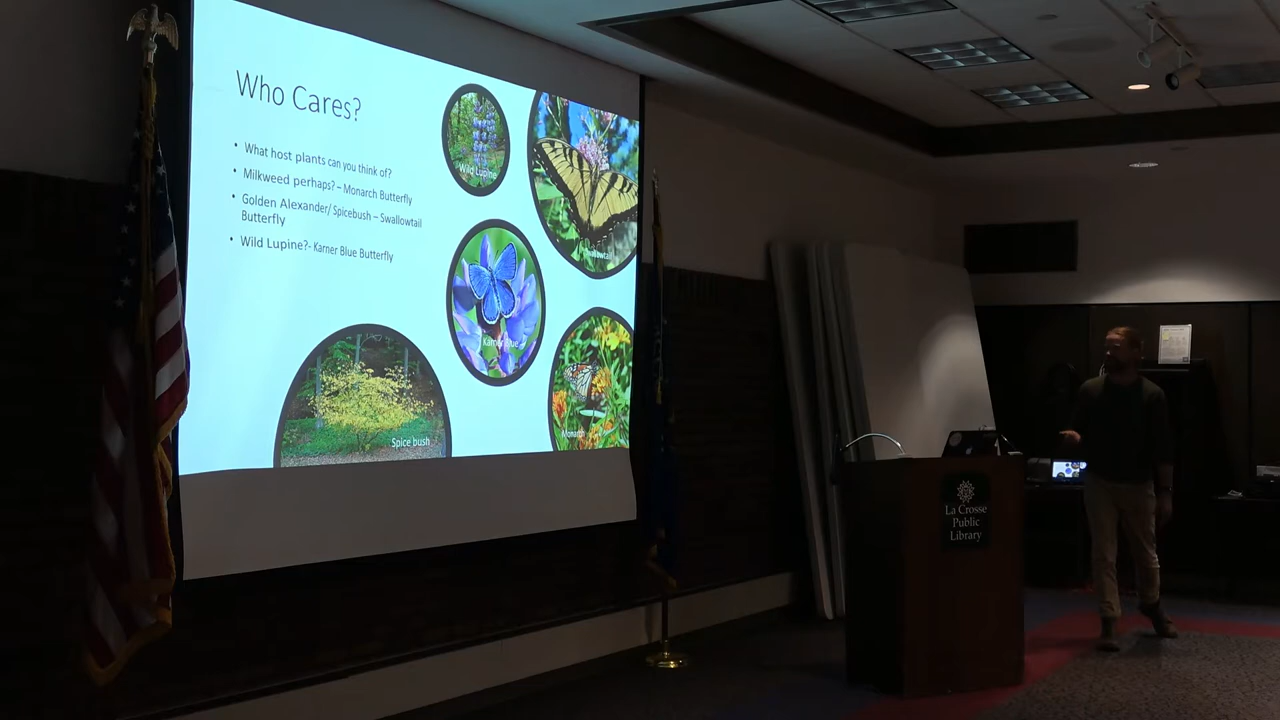 Who Cares?
• What host plants can you think of?
• Milkweed perhaps? – Monarch Butterfly
• Golden Alexander/ Spicebush – Swallowtail
Butterfly
• Wild Lupine?- Karner Blue Butterfly
Wild Lupine
Swallowtail
Karner Blue
Monarch
Spice bush
La Crosse
Public
Library